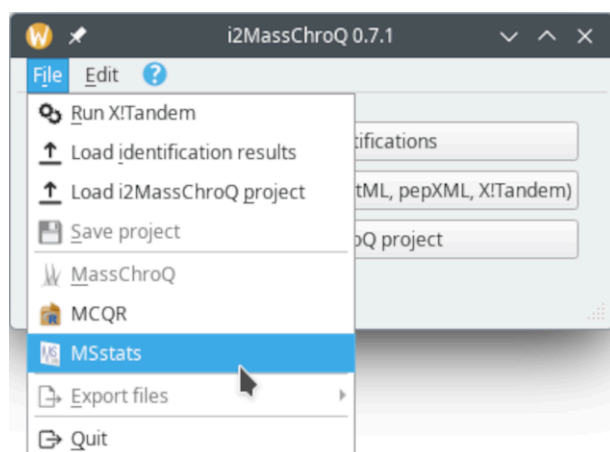 i2MassChroQ 0.7.1
File Edit ?
Run X!Tandem
tifications
Load identification results
Load i2MassChroQ project
tML, pepXML, X!Tandem)
Save project
oQ project
MassChroQ
R
MCQR
MS
MSstats
Export files
Quit